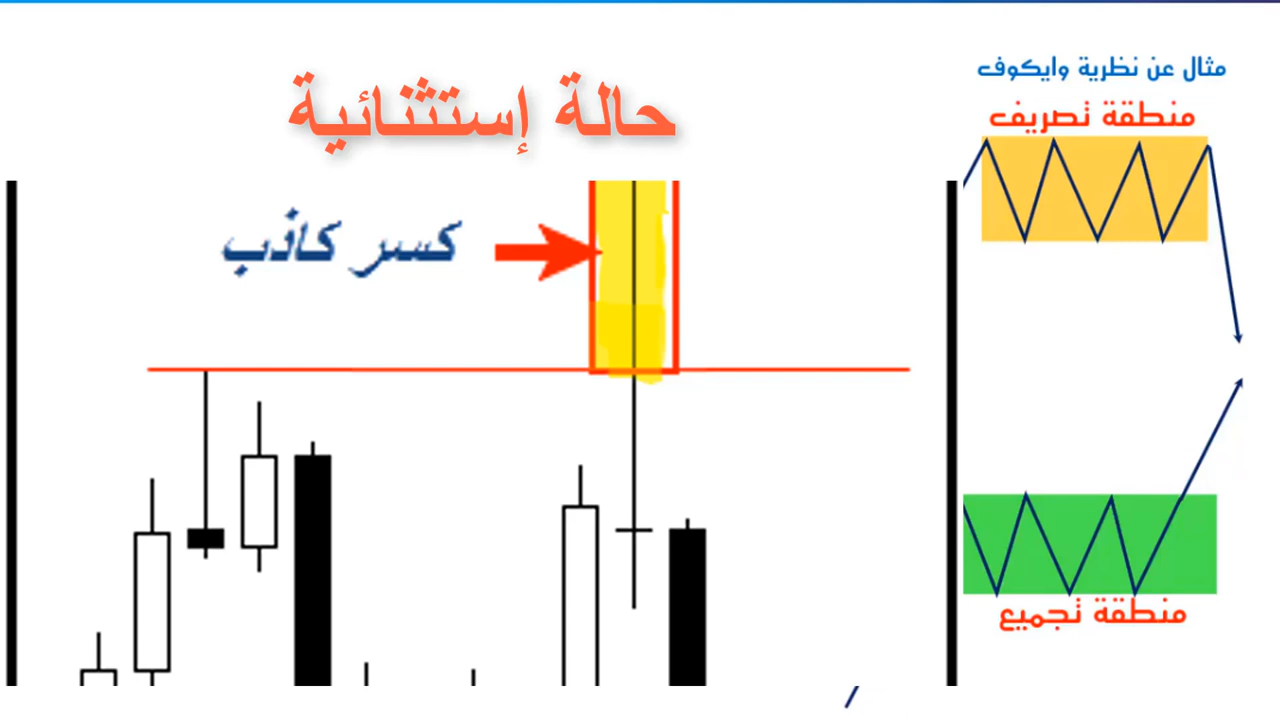 حالة إستثنائية
كسر كاذب
مثال عن نظرية وايكوف
منطقة تصريف
منطقة تجميع